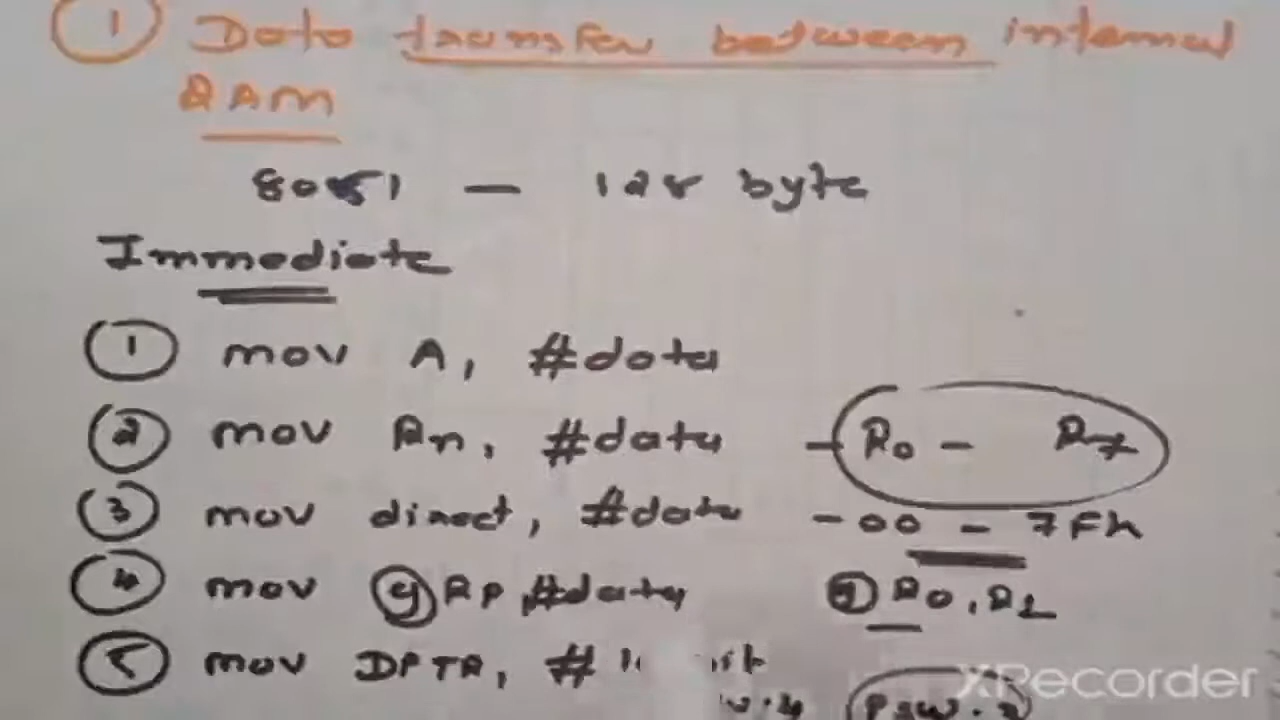 ① Data transfer between internal
RAM
8051 — 128 byte
Immediate
① mov A, #data
② mov Rn, #data - R0 - R7
③ mov direct, #data - 00 - 7Fh
④ mov @Rp, #data @R0, R1
⑤ mov DPTR, #
PSW.
XRecorder